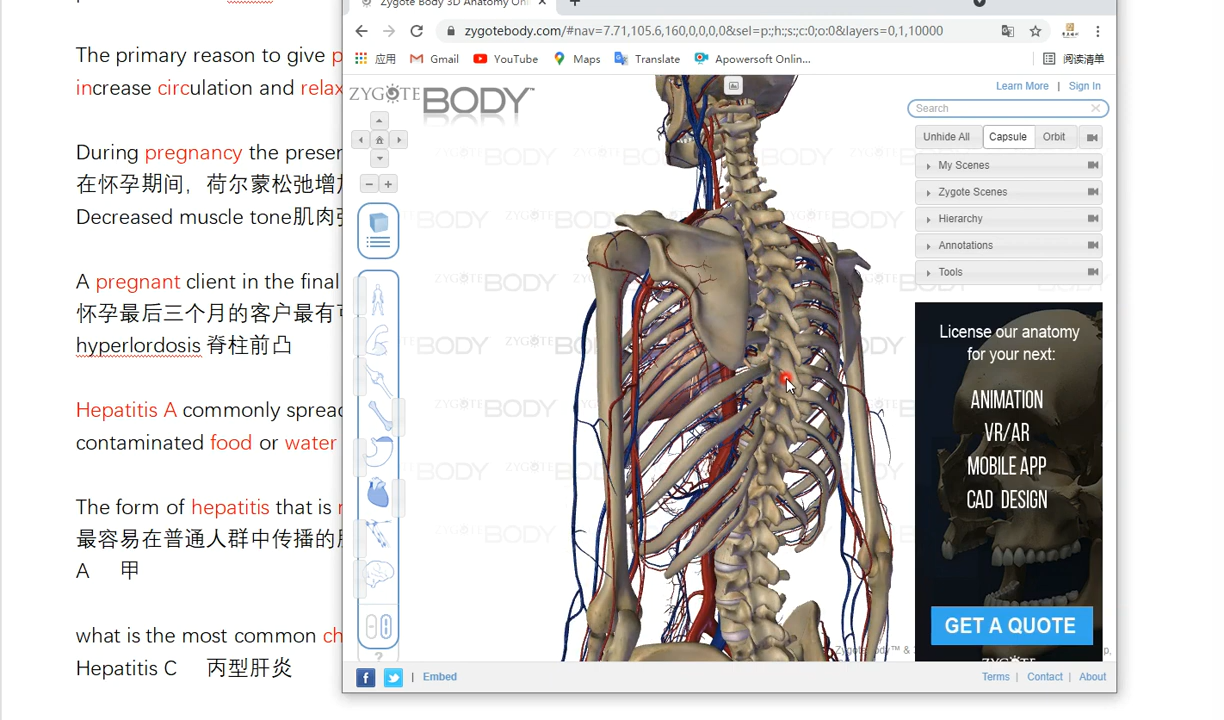 The primary reason to give
increase circulation and relax
During pregnancy the presen
在怀孕期间，荷尔蒙松弛增加
Decreased muscle tone肌肉张
A pregnant client in the final
怀孕最后三个月的客户最有可
hyperlordosis 脊柱前凸
Hepatitis A commonly spread
contaminated food or water
The form of hepatitis that is
最容易在普通人群中传播的
A 甲
what is the most common ch
Hepatitis C 丙型肝炎
Zygote Body 3D Anatomy Onl
zygotebody.com/#nav=7.71,105.6,160,0,0,0,0&sel=p:;h:;s:;c:0;o:0&layers=0,1,10000
应用 Gmail YouTube Maps Translate Apowersoft Onlin... 阅读清单
ZYGOTEBODY™
Learn More | Sign In
Search
Unhide All Capsule Orbit
My Scenes
Zygote Scenes
Hierarchy
Annotations
Tools
License our anatomy
for your next:
ANIMATION
VR/AR
MOBILE APP
CAD DESIGN
GET A QUOTE
| Embed
Terms | Contact | About